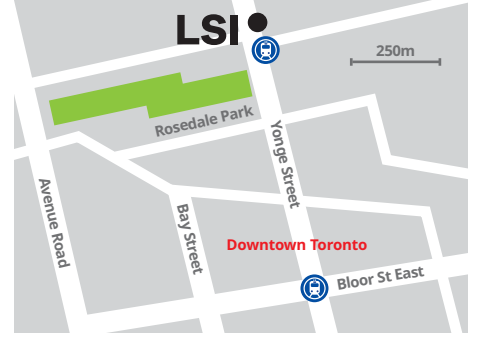 LSI
250m
Rosedale Park
Yonge Street
Avenue Road
Bay Street
Downtown Toronto
Bloor St East